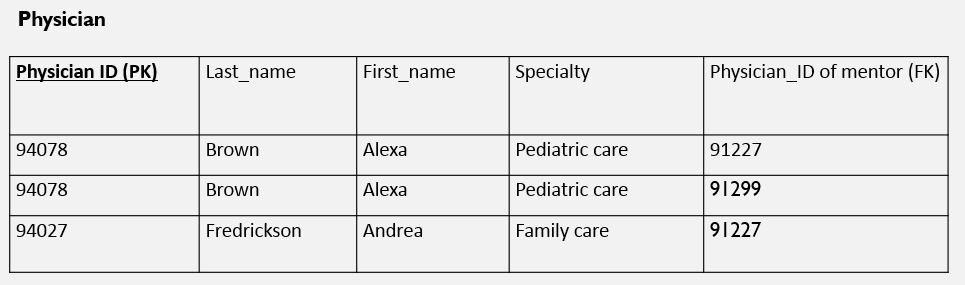 Physician
Physician ID (PK) Last_name First_name Specialty Physician_ID of mentor (FK)
94078 Brown Alexa Pediatric care 91227
94078 Brown Alexa Pediatric care 91299
94027 Fredrickson Andrea Family care 91227